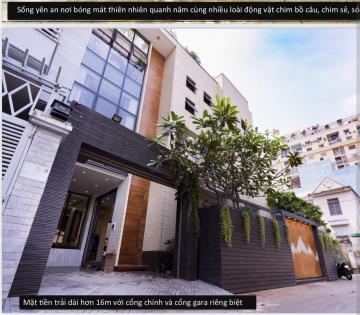 Sống yên an nơi bóng mát thiên nhiên quanh năm cùng nhiều loài động vật chim bồ câu, chim sẻ, só
Mặt tiền trải dài hơn 16m với cổng chính và cổng gara riêng biệt